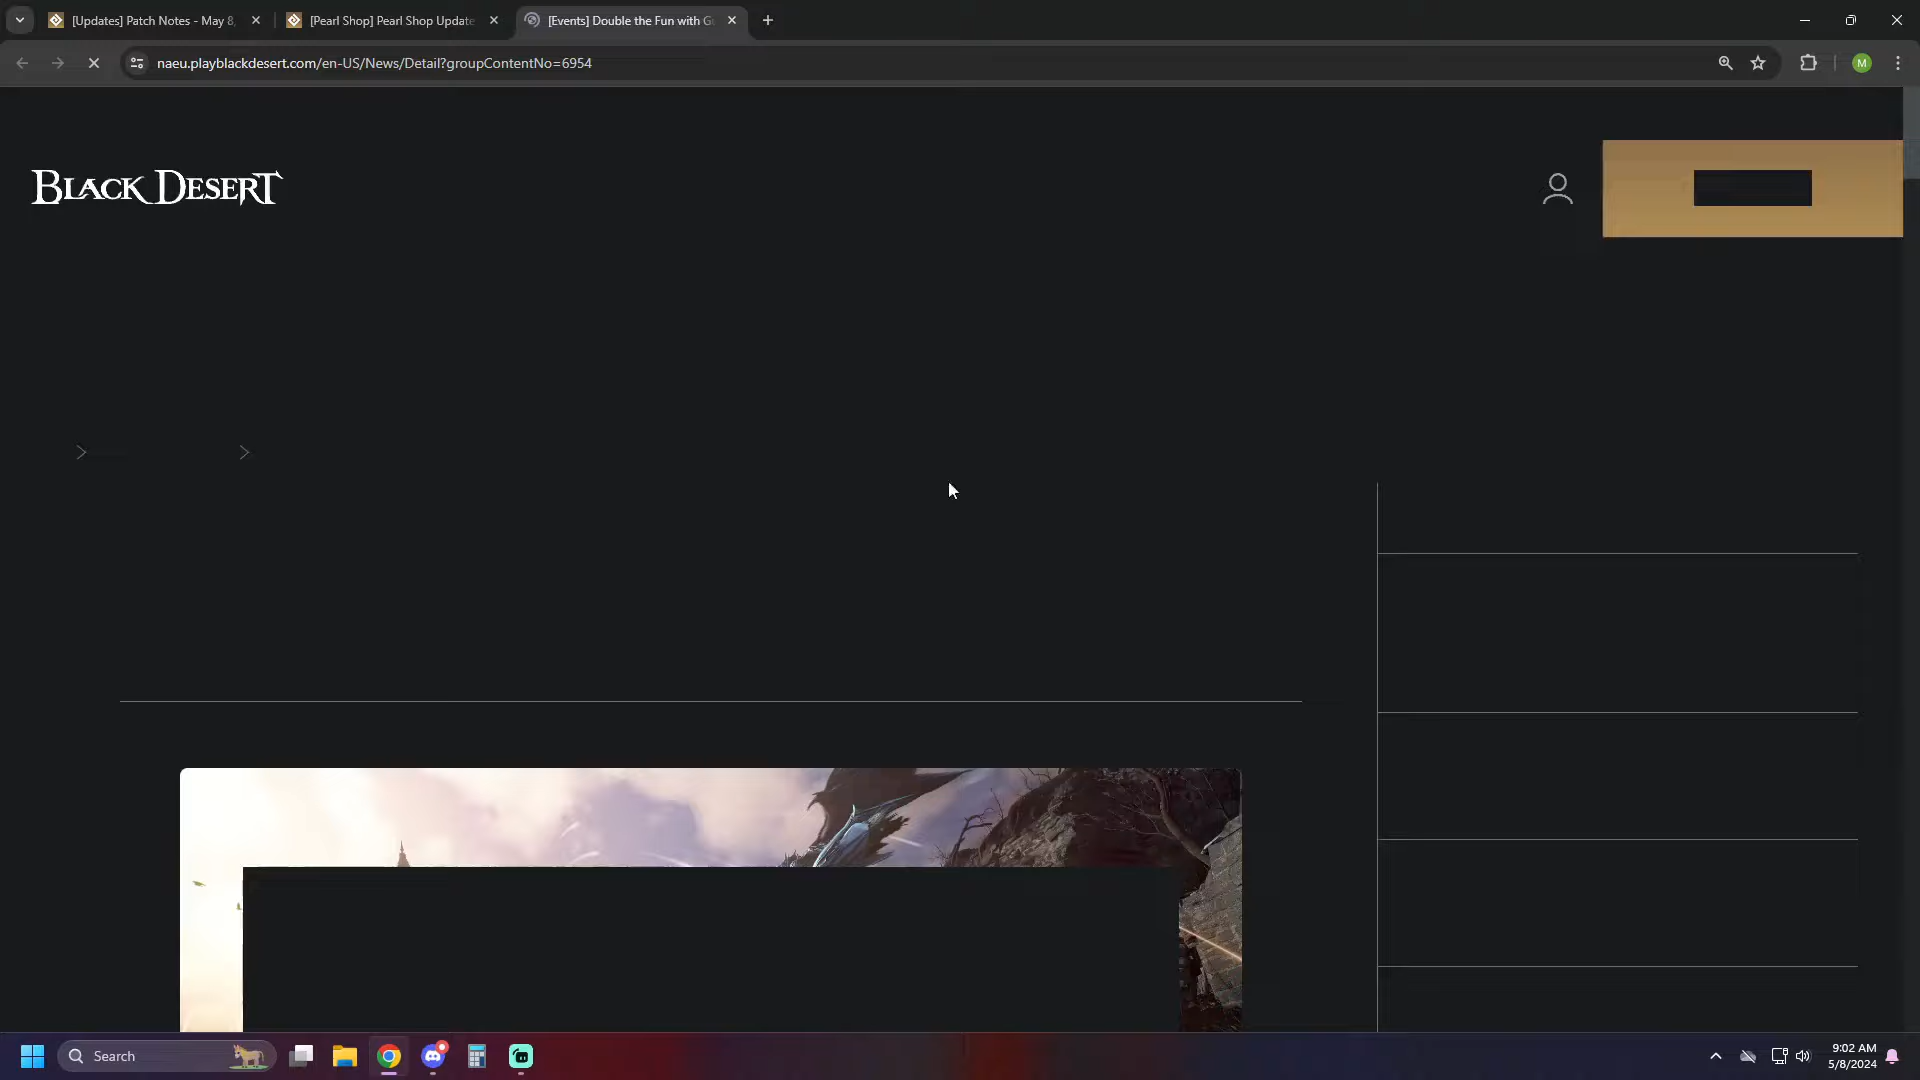 [Updates] Patch Notes - May 8,
[Pearl Shop] Pearl Shop Update
[Events] Double the Fun with Gu
naeu.playblackdesert.com/en-US/News/Detail?groupContentNo=6954
M
BLACK DESERT
Search
9:02 AM
5/8/2024